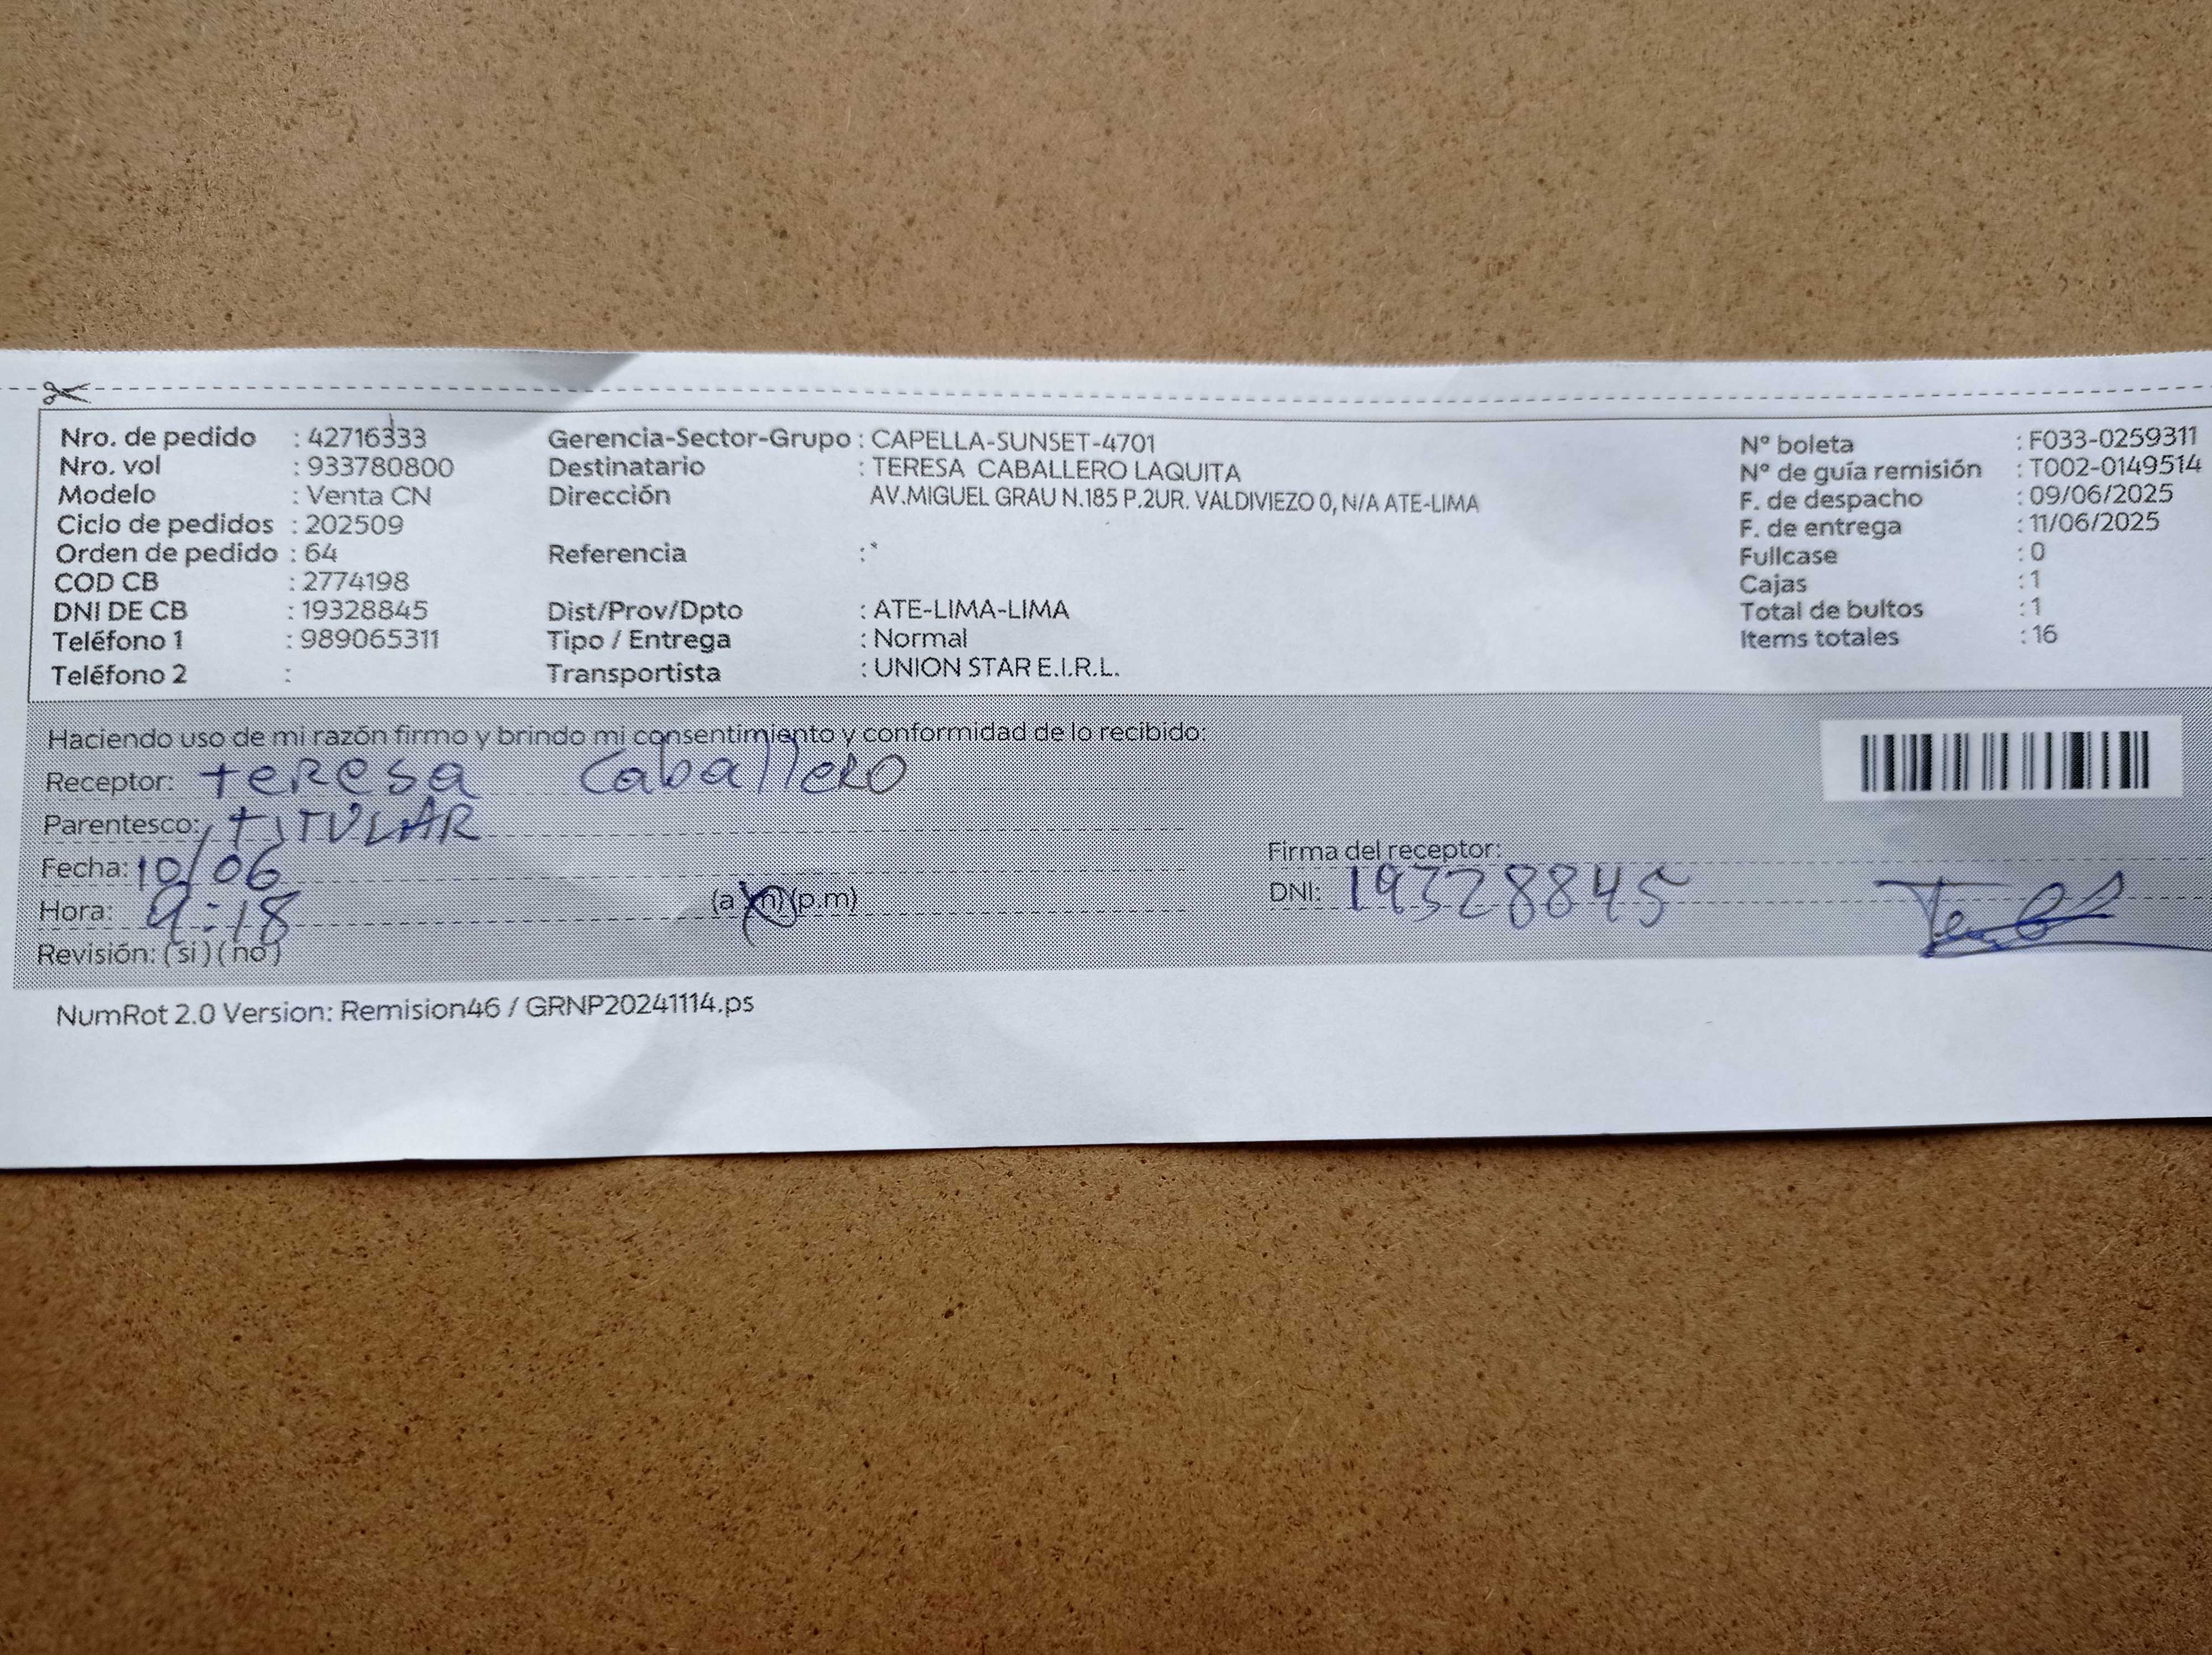 Nro. de pedido : 42716333
Nro. vol : 933780800
Modelo : Venta CN
Ciclo de pedidos : 202509
Orden de pedido : 64
COD CB : 2774198
DNI DE CB : 19328845
Teléfono 1 : 989065311
Teléfono 2 :
Gerencia-Sector-Grupo : CAPELLA-SUNSET-4701
Destinatario : TERESA CABALLERO LAQUITA
Dirección AV.MIGUEL GRAU N.185 P.2UR. VALDIVIEZO 0, N/A ATE-LIMA
Referencia :*
Dist/Prov/Dpto : ATE-LIMA-LIMA
Tipo / Entrega : Normal
Transportista : UNION STAR E.I.R.L.
N° boleta : F033-0259311
N° de guía remisión : T002-0149514
F. de despacho : 09/06/2025
F. de entrega : 11/06/2025
Fullcase : 0
Cajas : 1
Total de bultos : 1
Items totales : 16
Haciendo uso de mi razón firmo y brindo mi consentimiento y conformidad de lo recibido:
Receptor: teresa Caballero
Parentesco: TITULAR
Fecha: 10/06
Hora: 9:18 (a.m)(p.m)
Revisión: (si) (no)
Firma del receptor:
DNI: 19328845
NumRot 2.0 Version: Remision46 / GRNP20241114.ps